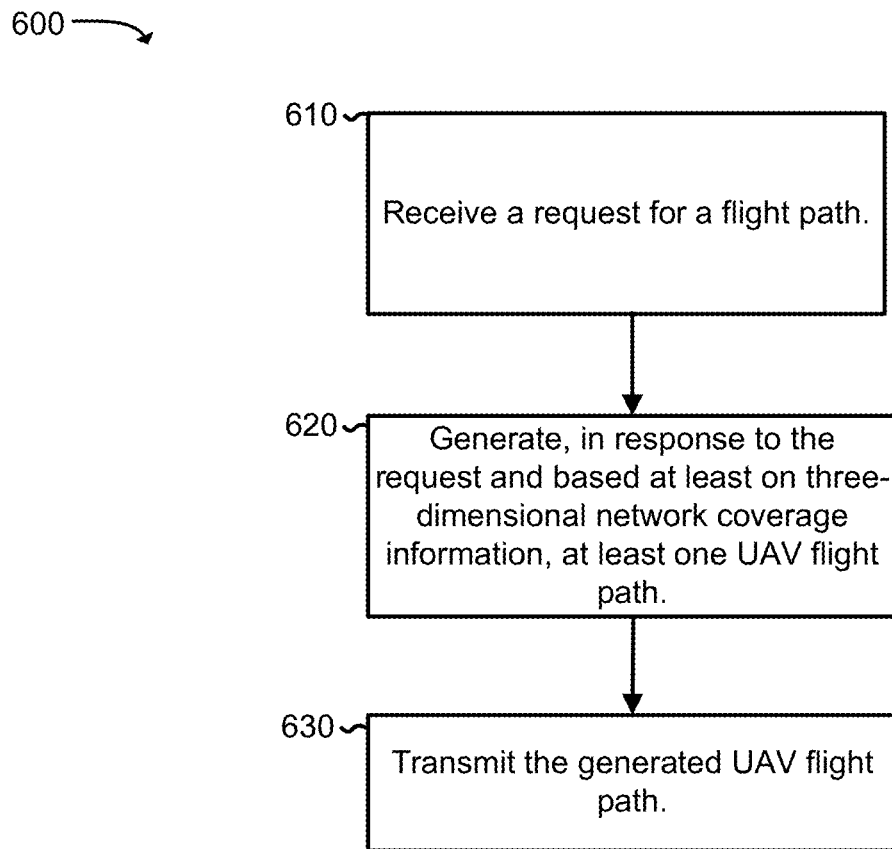 600
610
Receive a request for a flight path.
620
Generate, in response to the
request and based at least on three-
dimensional network coverage
information, at least one UAV flight
path.
630
Transmit the generated UAV flight
path.